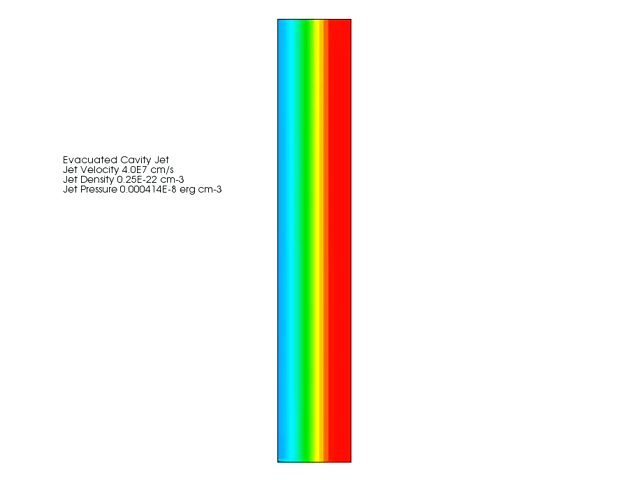 Evacuated Cavity Jet
Jet Velocity 4.0E7 cm/s
Jet Density 0.25E-22 cm-3
Jet Pressure 0.000414E-8 erg cm-3